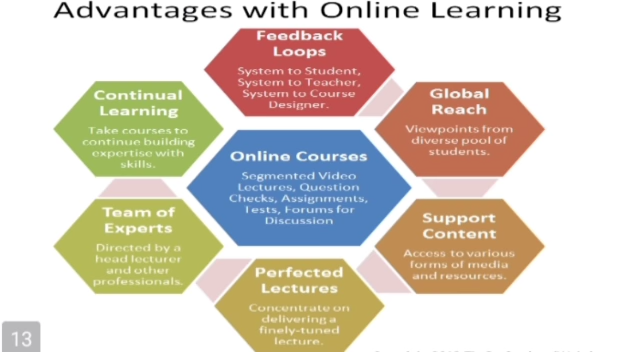 Advantages with Online Learning
Feedback
Loops
System to Student,
System to Teacher,
System to Course
Designer.
Global
Reach
Viewpoints from
diverse pool of
students.
Support
Content
Access to various
forms of media
and resources.
Perfected
Lectures
Concentrate on
delivering a
finely-tuned
lecture.
Team of
Experts
Directed by a
head lecturer
and other
professionals.
Continual
Learning
Take courses to
continue building
expertise with
skills.
Online Courses
Segmented Video
Lectures, Question
Checks, Assignments,
Tests, Forums for
Discussion
13